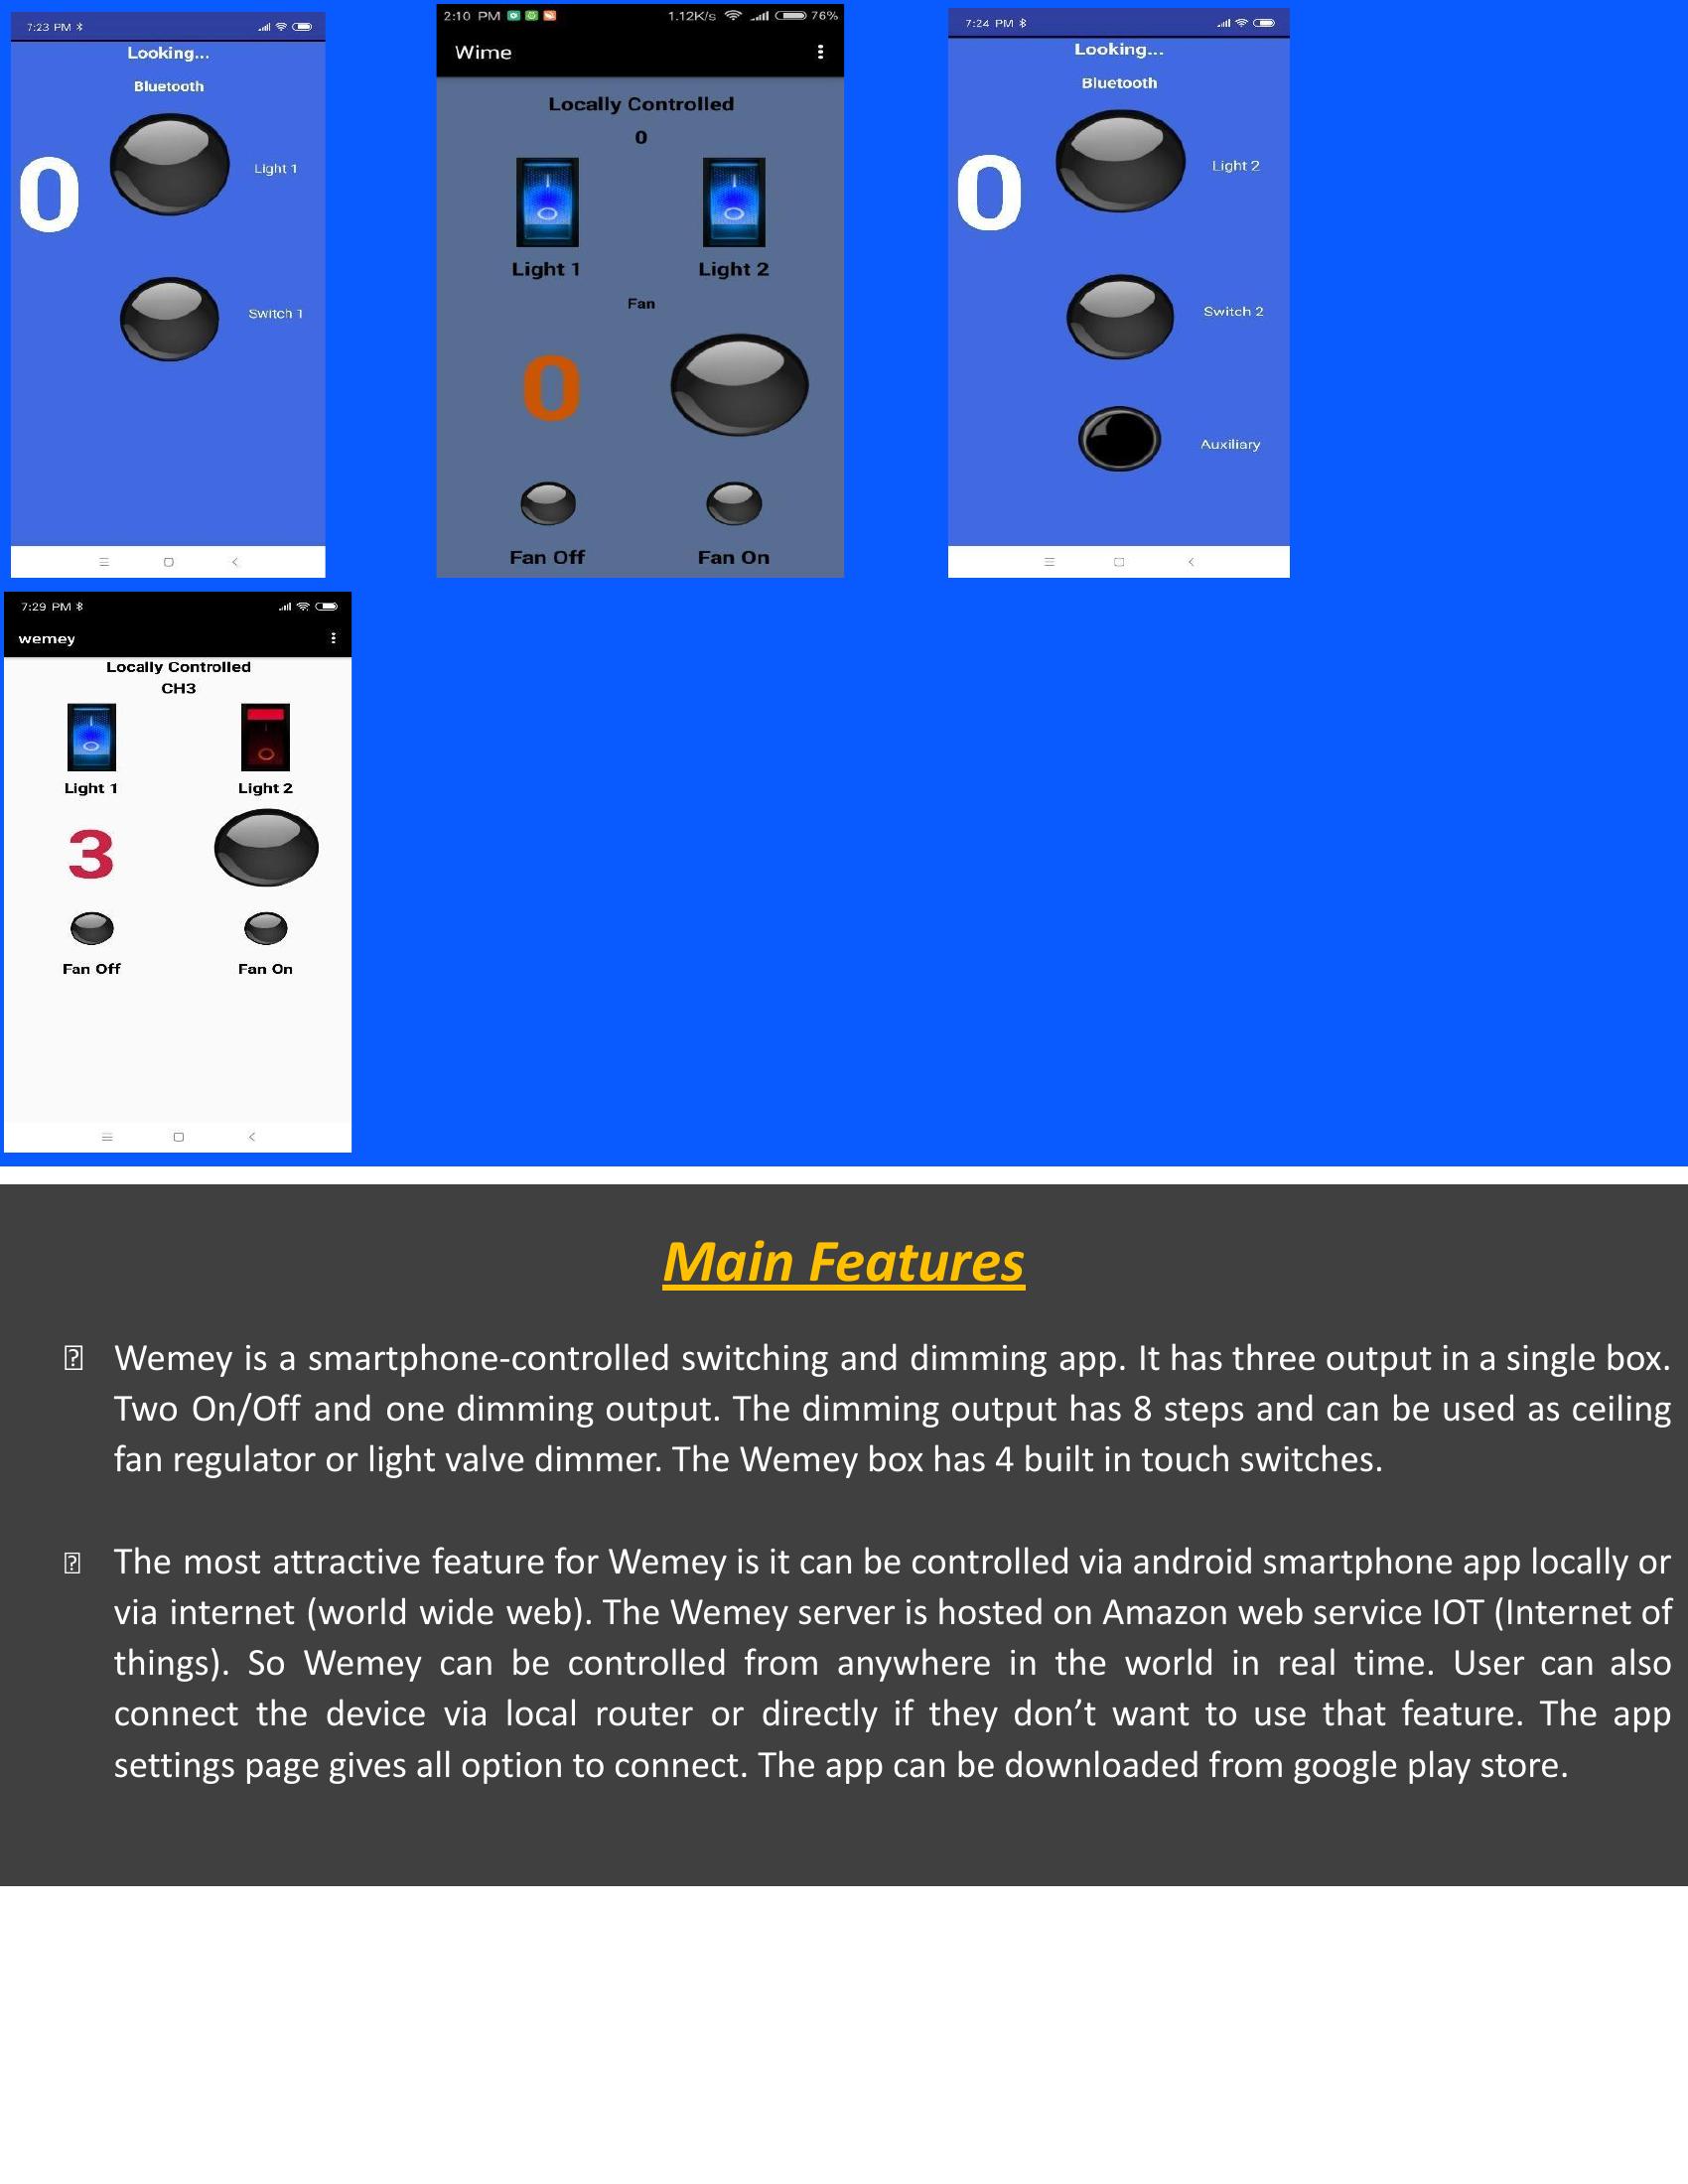 7:23 PM
Looking...
Bluetooth
0
Light 1
Switch 1
2:10 PM 1.12K/s 76%
Wime
Locally Controlled
0
Light 1 Light 2
Fan
0
Fan Off Fan On
7:24 PM
Looking...
Bluetooth
0
Light 2
Switch 2
Auxiliary
7:29 PM
wemey
Locally Controlled
CH3
Light 1 Light 2
3
Fan Off Fan On
Main Features
Wemey is a smartphone-controlled switching and dimming app. It has three output in a single box.
Two On/Off and one dimming output. The dimming output has 8 steps and can be used as ceiling
fan regulator or light valve dimmer. The Wemey box has 4 built in touch switches.
The most attractive feature for Wemey is it can be controlled via android smartphone app locally or
via internet (world wide web). The Wemey server is hosted on Amazon web service IOT (Internet of
things). So Wemey can be controlled from anywhere in the world in real time. User can also
connect the device via local router or directly if they don’t want to use that feature. The app
settings page gives all option to connect. The app can be downloaded from google play store.